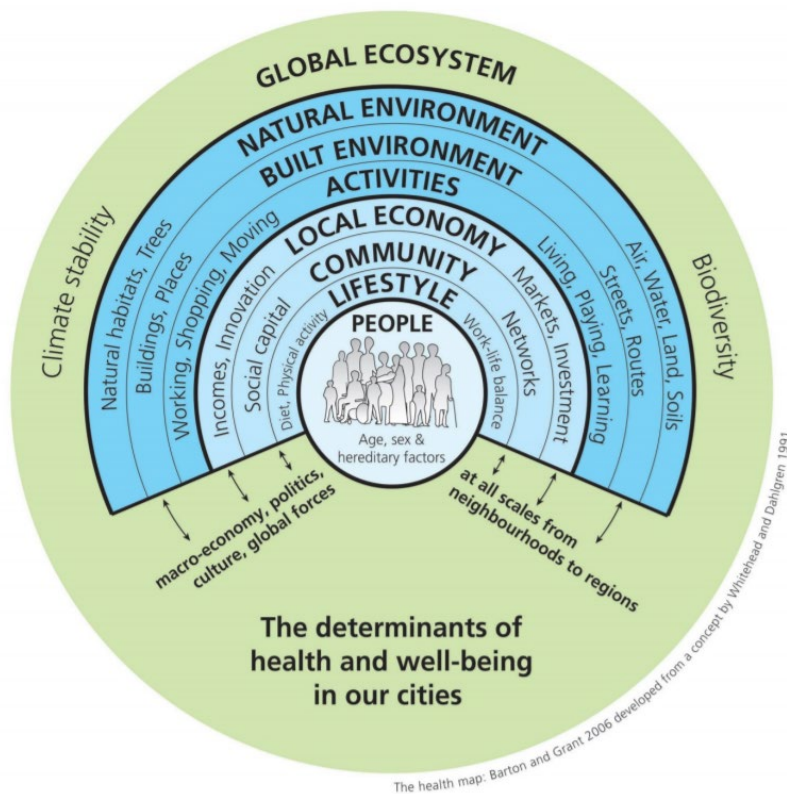 GLOBAL ECOSYSTEM
NATURAL ENVIRONMENT
BUILT ENVIRONMENT
ACTIVITIES
LOCAL ECONOMY
COMMUNITY
LIFESTYLE
PEOPLE
Age, sex &
hereditary factors
Climate stability
Natural habitats, Trees
Buildings, Places
Working, Shopping, Moving
Incomes, Innovation
Social capital
Diet, Physical activity
Work-life balance
Networks
Markets, Investment
Living, Playing, Learning
Streets, Routes
Air, Water, Land, Soils
Biodiversity
macro-economy, politics,
culture, global forces
at all scales from
neighbourhoods to regions
The determinants of
health and well-being
in our cities
The health map: Barton and Grant 2006 developed from a concept by Whitehead and Dahlgren 1991